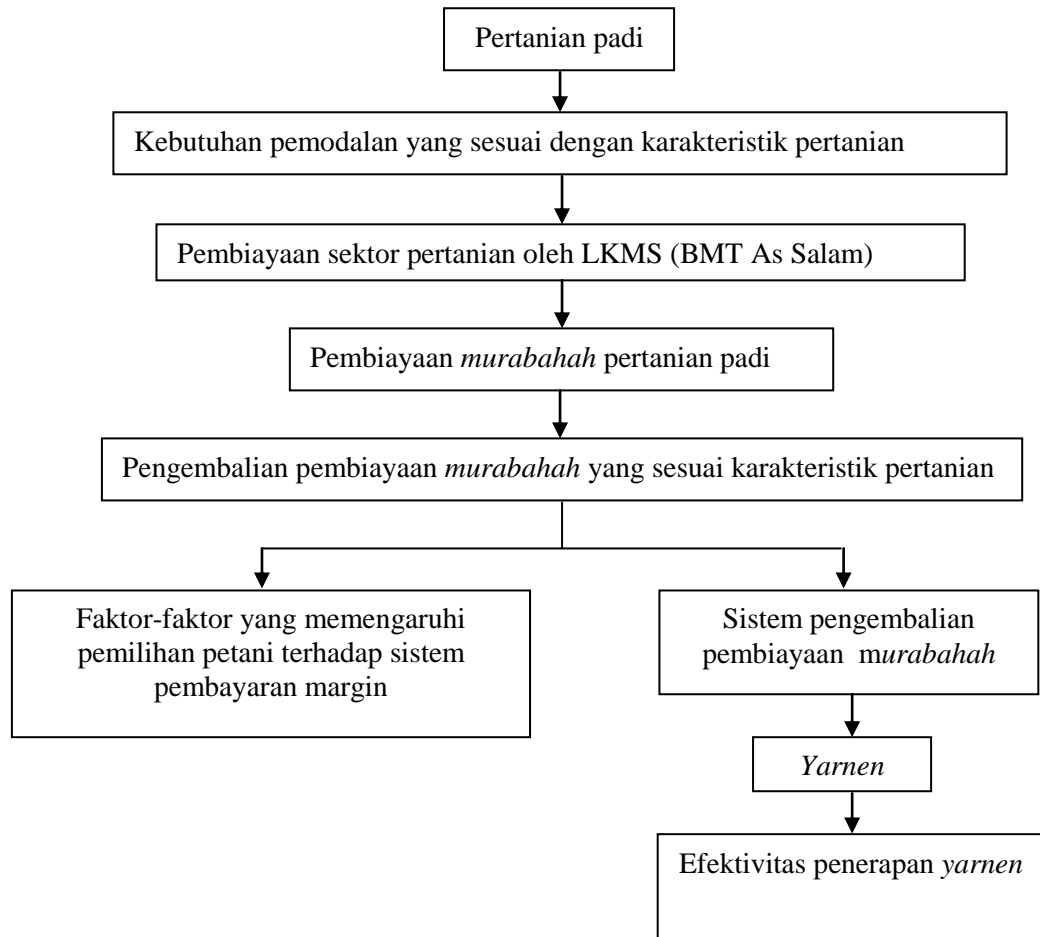 Pertanian padi
Kebutuhan pemodalan yang sesuai dengan karakteristik pertanian
Pembiayaan sektor pertanian oleh LKMS (BMT As Salam)
Pembiayaan murabahah pertanian padi
Pengembalian pembiayaan murabahah yang sesuai karakteristik pertanian
Faktor-faktor yang memengaruhi
pemilihan petani terhadap sistem
pembayaran margin
Sistem pengembalian
pembiayaan murabahah
Yarnen
Efektivitas penerapan yarnen